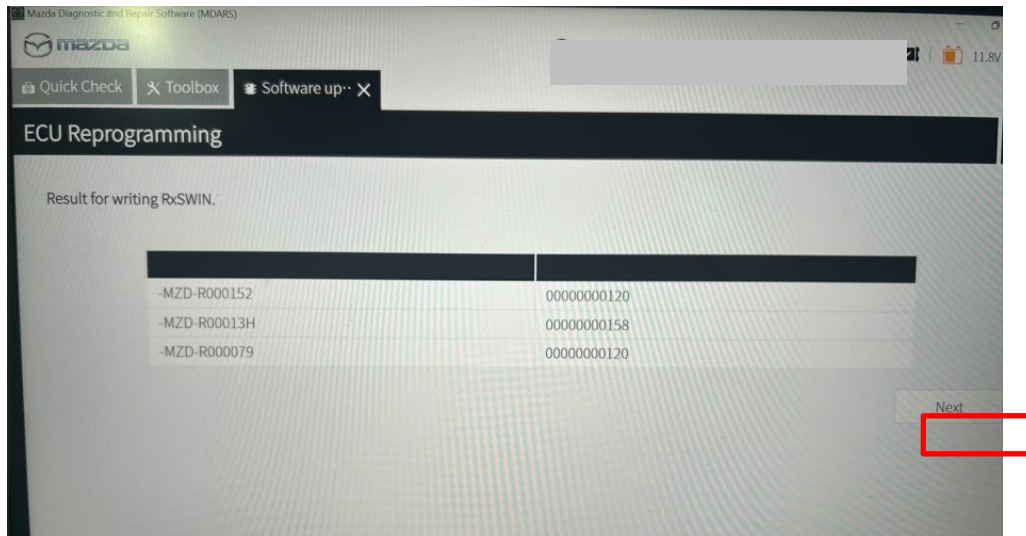 Mazda Diagnostic and Repair Software (MDARS)
mazda
11.8V
Quick Check
Toolbox
Software up··
ECU Reprogramming
Result for writing RxSWIN.
-MZD-R000152 00000000120
-MZD-R00013H 00000000158
-MZD-R000079 00000000120
Next